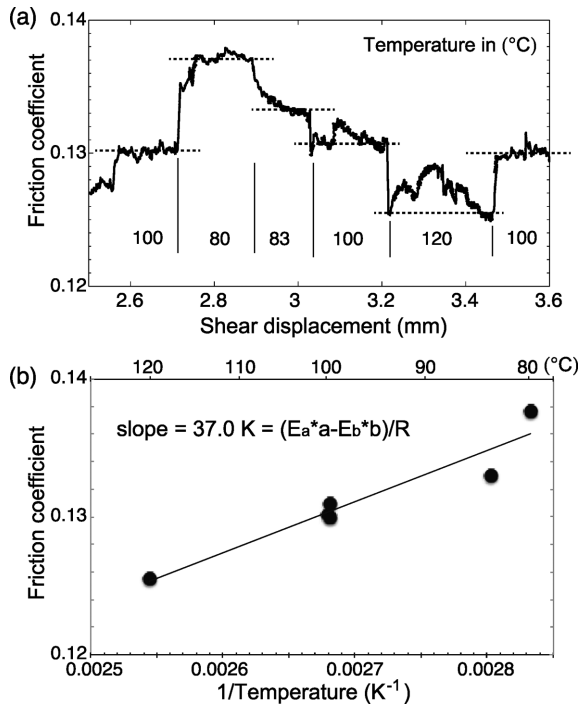 (a)
0.14
Temperature in (°C)
Friction coefficient
0.13
100 80 83 100 120 100
0.12
2.6 2.8 3 3.2 3.4 3.6
Shear displacement (mm)
(b)
120 110 100 90 80 (°C)
0.14
slope = 37.0 K = (Ea*a-Eb*b)/R
Friction coefficient
0.13
0.12
0.0025 0.0026 0.0027 0.0028
1/Temperature (K⁻¹)